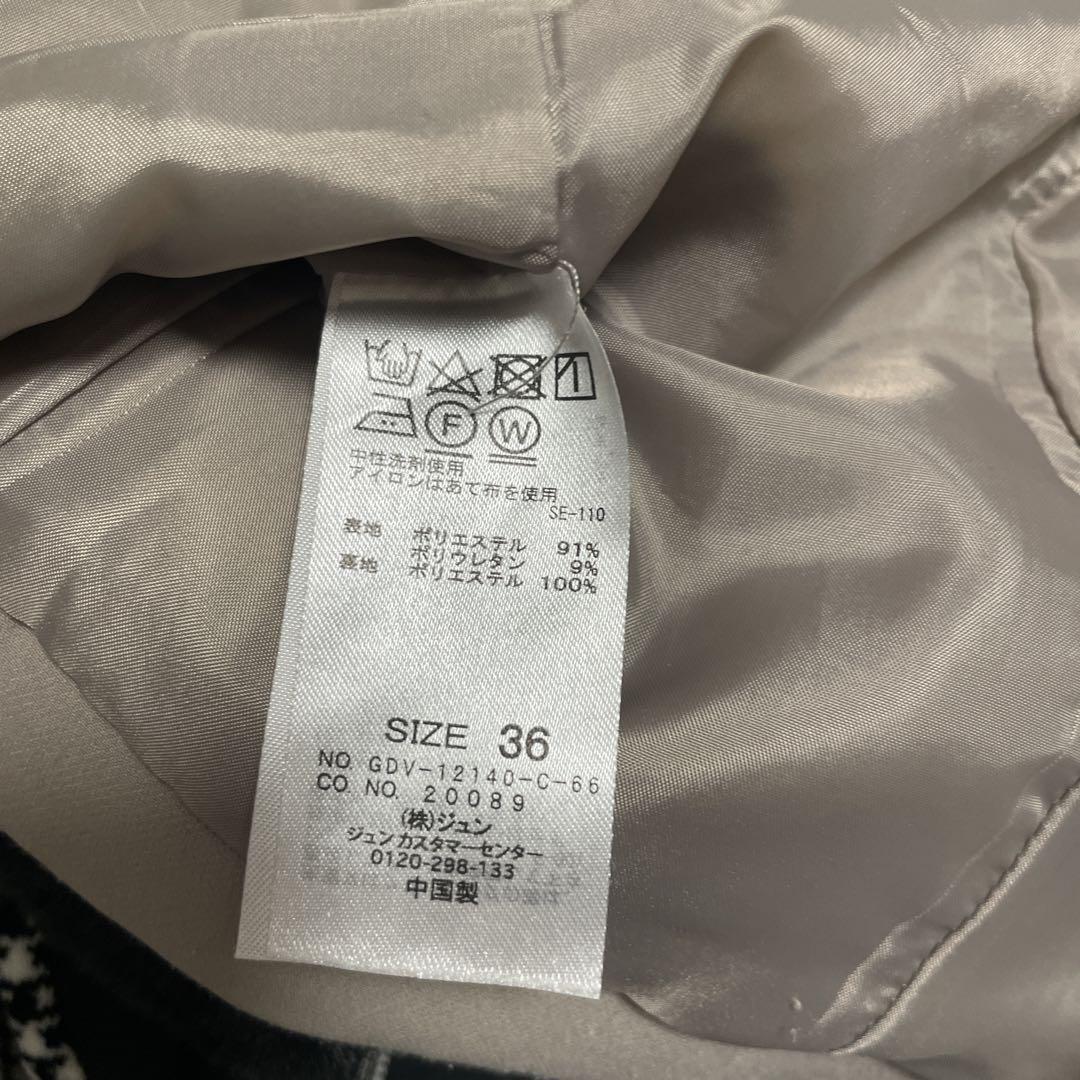 F W
中性洗剤使用
アイロンはあて布を使用
SE-110
表地 ポリエステル 91%
ポリウレタン 9%
裏地 ポリエステル 100%
SIZE 36
NO. GDV-12140-C-66
CO. NO. 20089
(株)ジュン
ジュン カスタマーセンター
0120-298-133
中国製